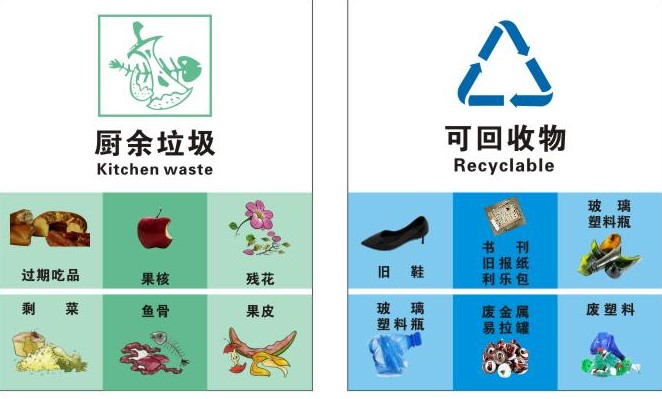 厨余垃圾
Kitchen waste
过期吃品
果核
残花
剩 菜
鱼骨
果皮
可回收物
Recyclable
旧 鞋
书 刊
旧报纸
利乐包
玻 璃
塑料瓶
玻 璃
塑料瓶
废金属
易拉罐
废塑料